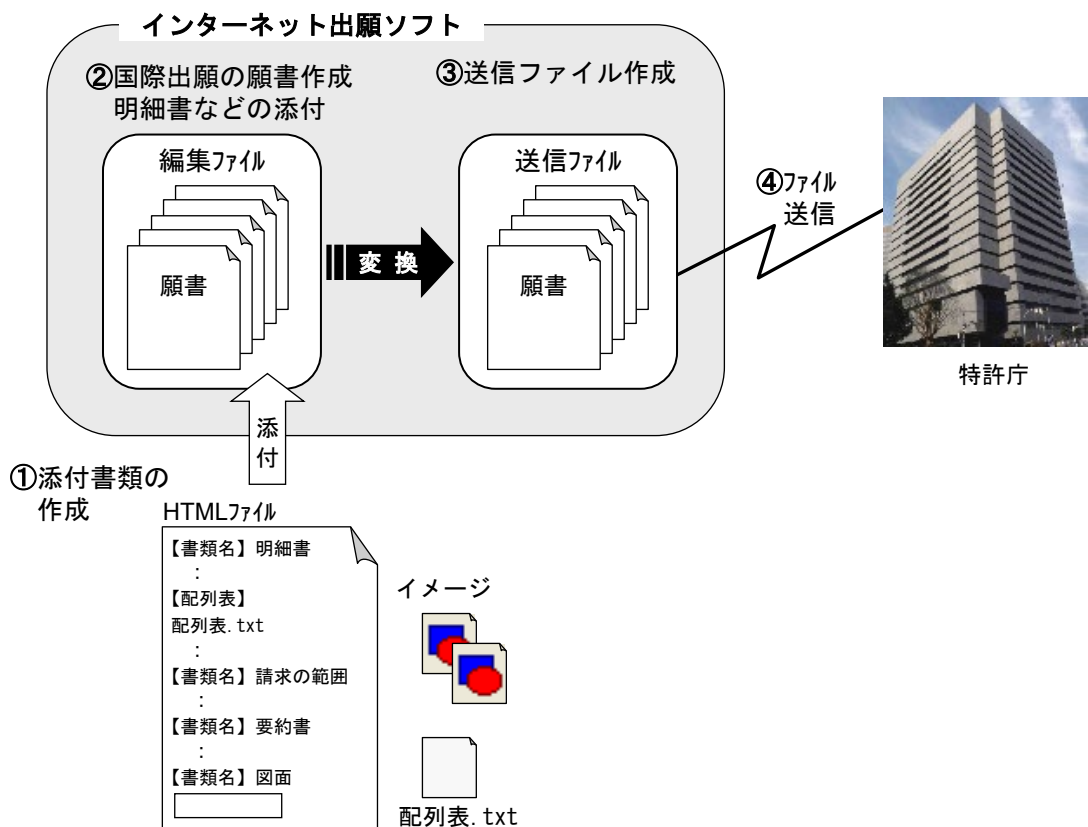 インターネット出願ソフト
②国際出願の願書作成
明細書などの添付
③送信ファイル作成
編集ﾌｧｲﾙ
願書
変換
送信ﾌｧｲﾙ
願書
④ﾌｧｲﾙ
送信
特許庁
添
付
①添付書類の
作成
HTMLﾌｧｲﾙ
【書類名】明細書
：
【配列表】
配列表.txt
：
【書類名】請求の範囲
：
【書類名】要約書
：
【書類名】図面
イメージ
配列表.txt